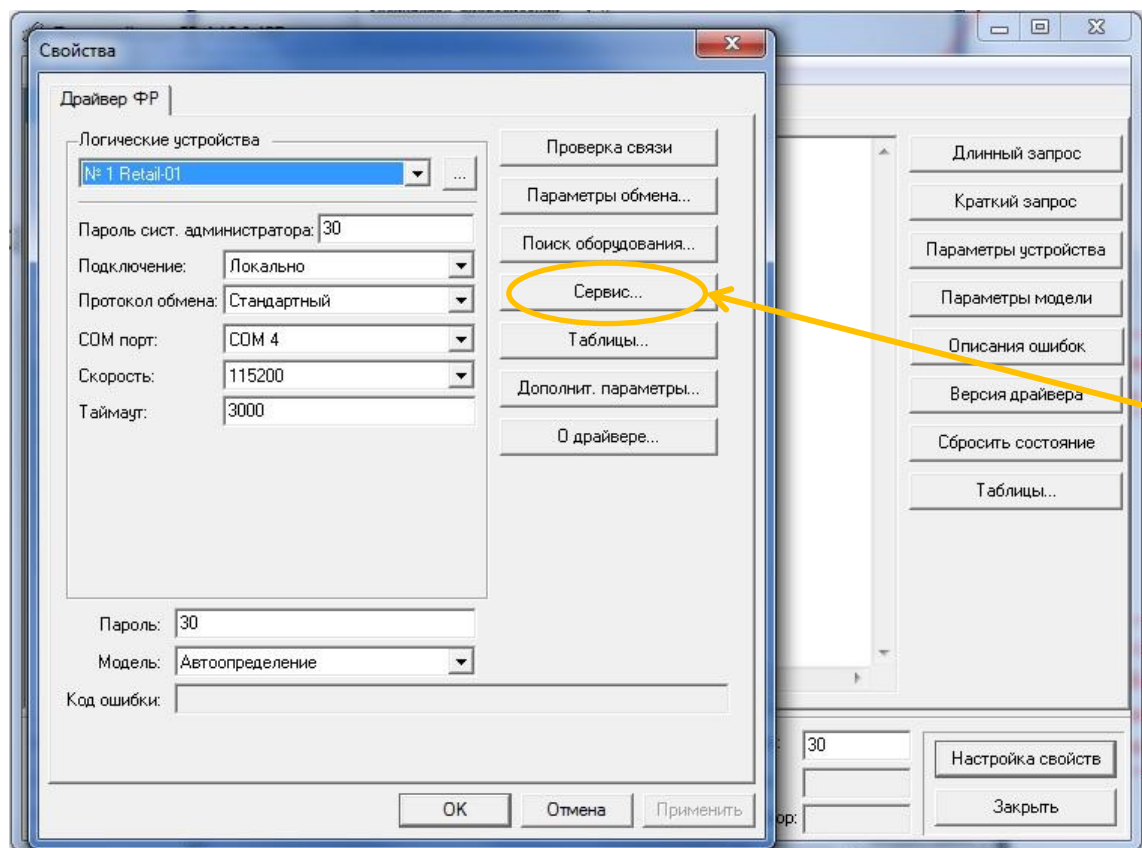 Свойства
Драйвер ФР
Логические устройства
№ 1 Retail-01
...
Пароль сист. администратора: 30
Подключение: Локально
Протокол обмена: Стандартный
СОМ порт: COM 4
Скорость: 115200
Таймаут: 3000
Проверка связи
Параметры обмена...
Поиск оборудования...
Сервис...
Таблицы...
Дополнит. параметры...
О драйвере...
Пароль: 30
Модель: Автоопределение
Код ошибки:
OK
Отмена
Применить
Длинный запрос
Краткий запрос
Параметры устройства
Параметры модели
Описания ошибок
Версия драйвера
Сбросить состояние
Таблицы...
30
Настройка свойств
Закрыть